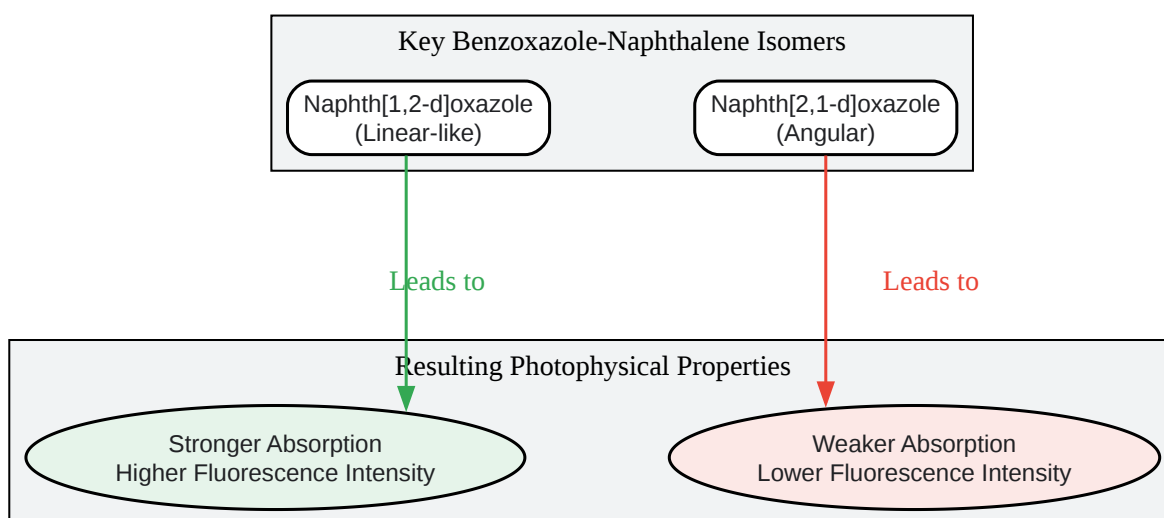 Key Benzoxazole-Naphthalene Isomers
Naphth[1,2-d]oxazole
(Linear-like)
Naphth[2,1-d]oxazole
(Angular)
Leads to
Leads to
Resulting Photophysical Properties
Stronger Absorption
Higher Fluorescence Intensity
Weaker Absorption
Lower Fluorescence Intensity